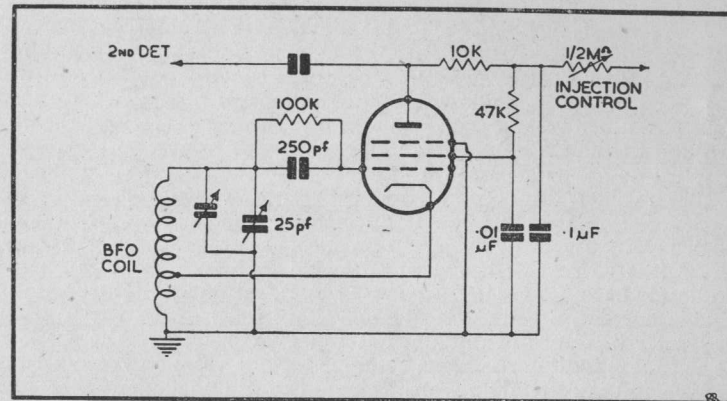 2ND DET
10K
1/2MΩ
INJECTION
CONTROL
100K
47K
250pf
25pf
BFO
COIL
.01
μF
.1μF